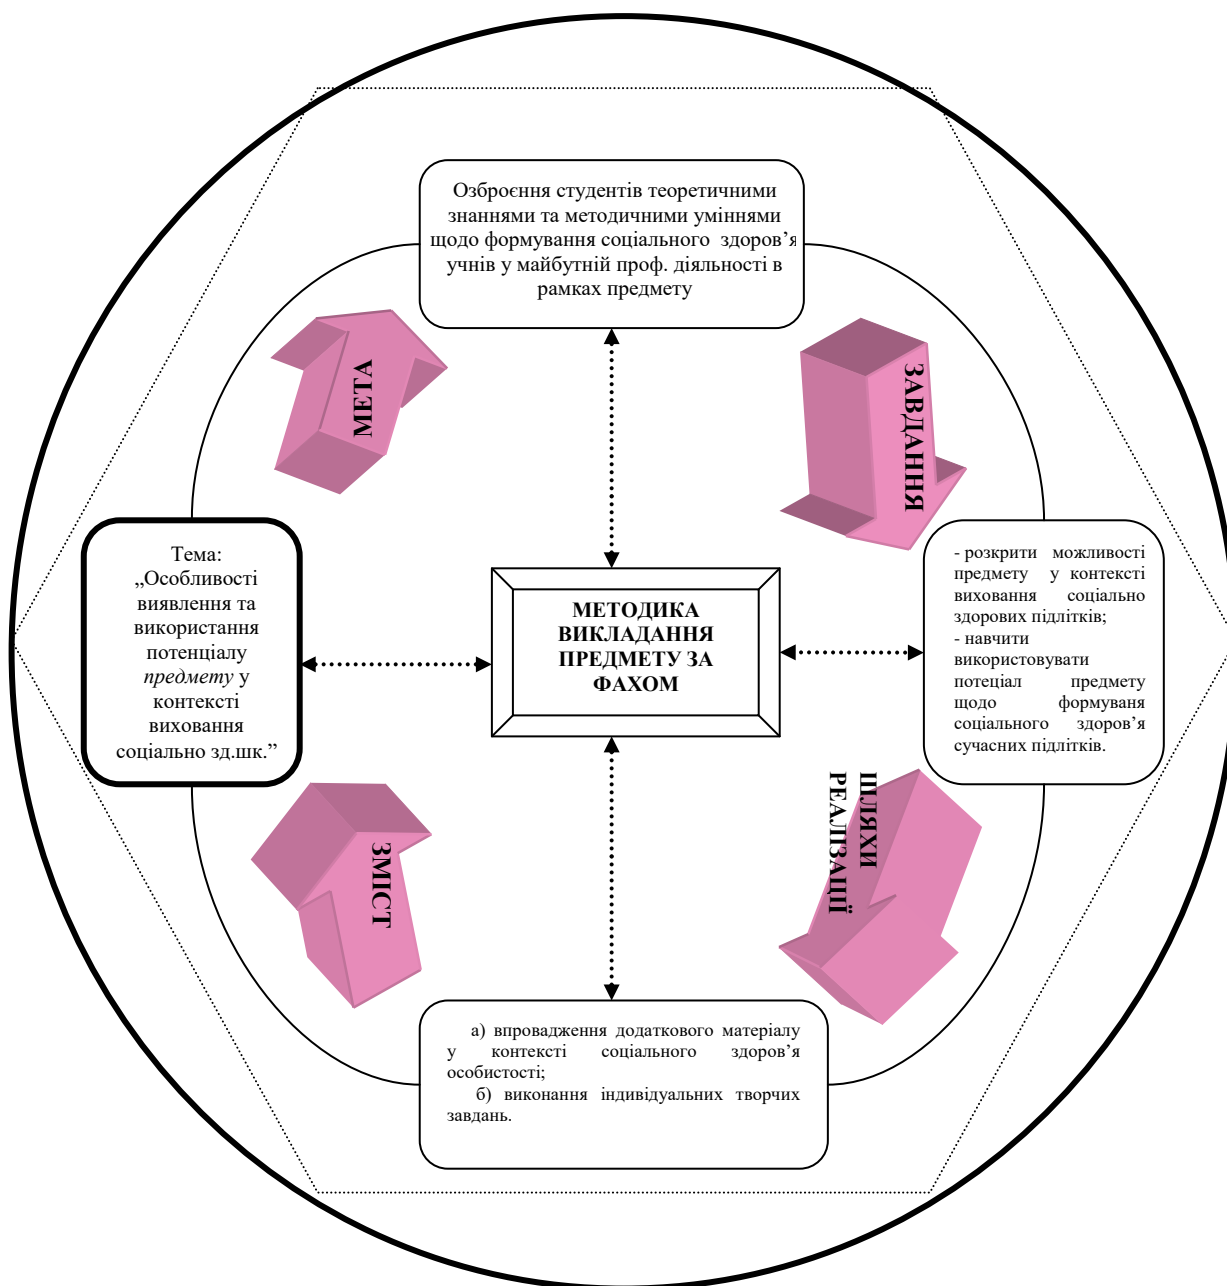 Озброєння студентів теоретичними
знаннями та методичними уміннями
щодо формування соціального здоров’я
учнів у майбутній проф. діяльності в
рамках предмету
МЕТА
ЗАВДАННЯ
Тема:
„Особливості
виявлення та
використання
потенціалу
предмету у
контексті
виховання
соціально зд.шк.”
МЕТОДИКА
ВИКЛАДАННЯ
ПРЕДМЕТУ ЗА
ФАХОМ
- розкрити можливості
предмету у контексті
виховання соціально
здорових підлітків;
- навчити
використовувати
потеціал предмету
щодо формуваня
соціального здоров’я
сучасних підлітків.
ЗМІСТ
ШЛЯХИ
РЕАЛІЗАЦІЇ
а) впровадження додаткового матеріалу
у контексті соціального здоров’я
особистості;
б) виконання індивідуальних творчих
завдань.